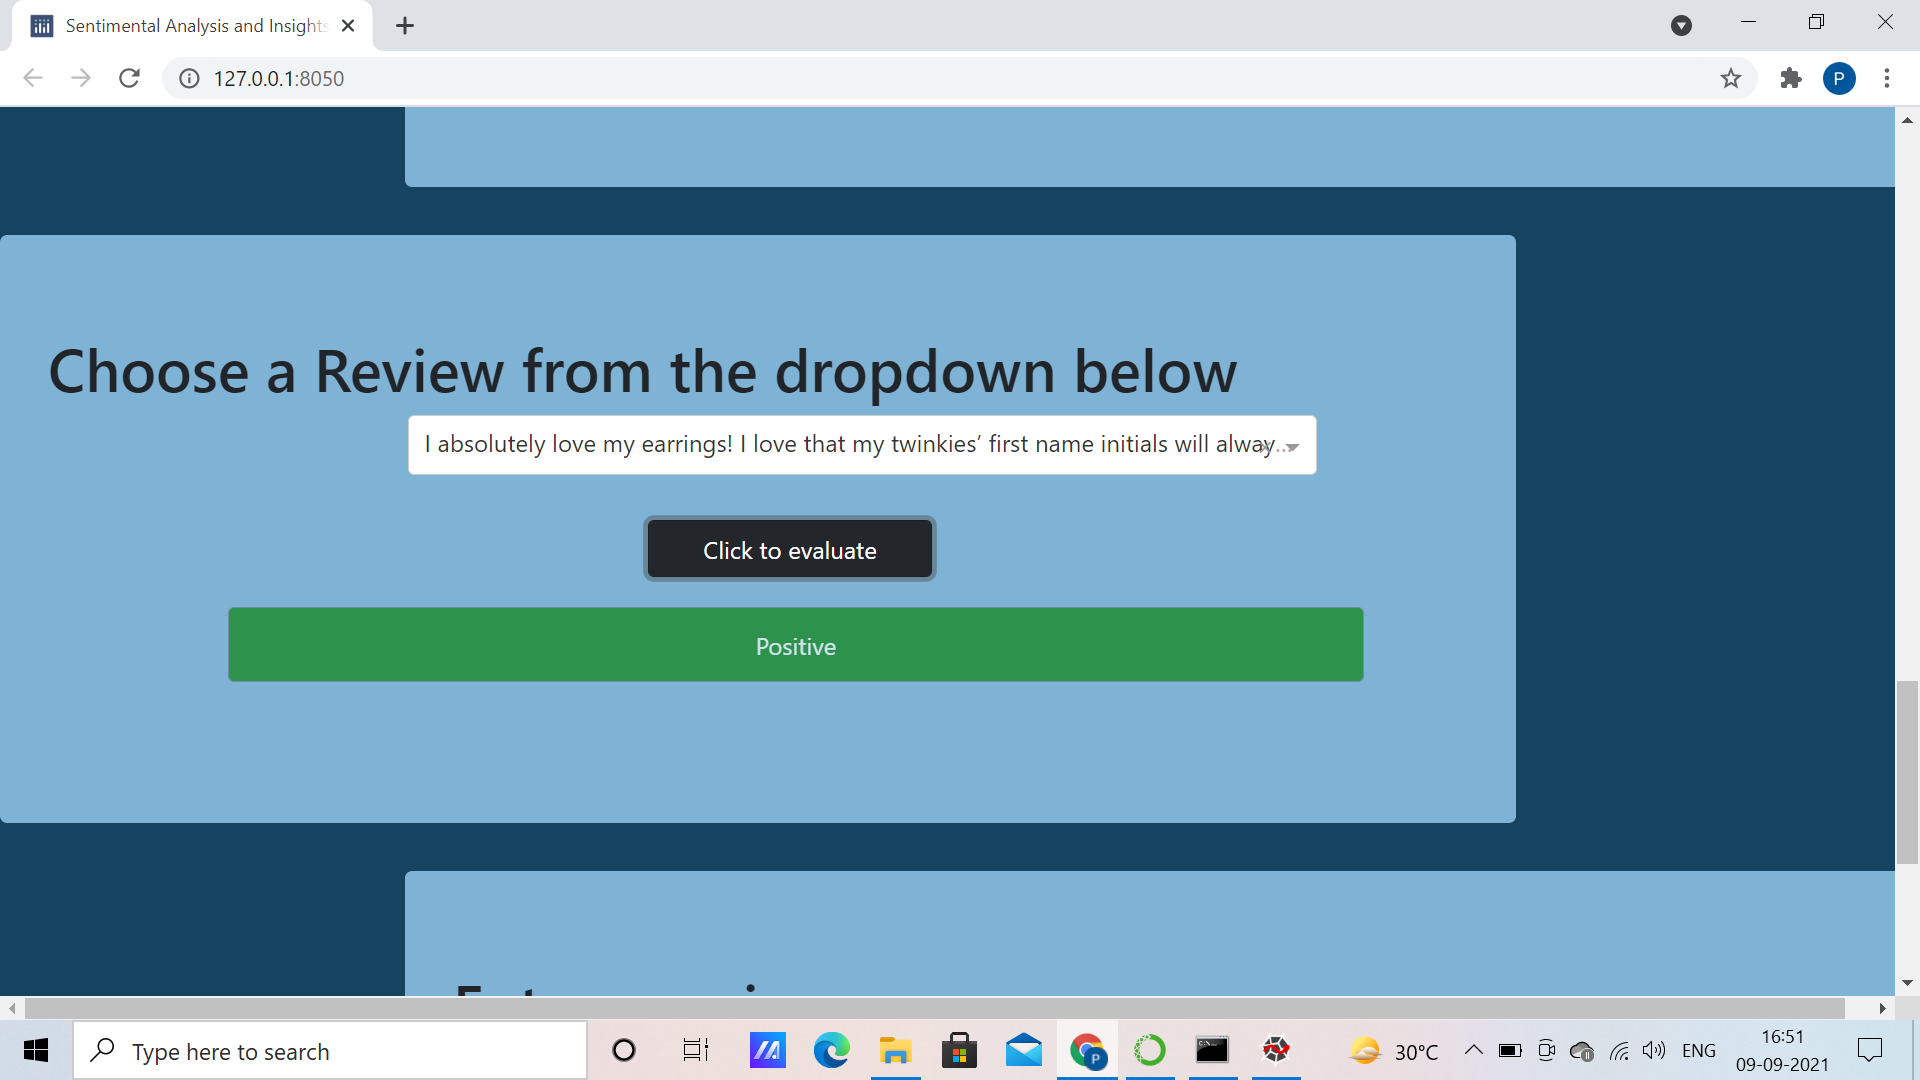 Sentimental Analysis and Insights
127.0.0.1:8050
P
Choose a Review from the dropdown below
I absolutely love my earrings! I love that my twinkies’ first name initials will alway...
Click to evaluate
Positive
Type here to search
P
30°C
ENG
16:51
09-09-2021